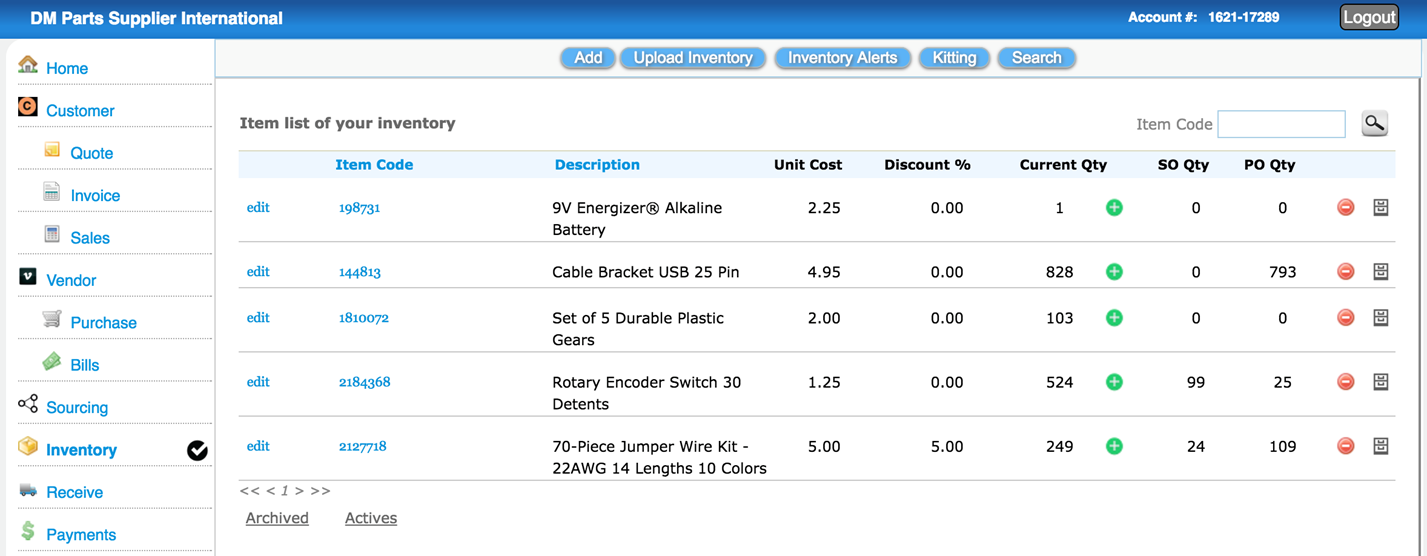 DM Parts Supplier International
Account #: 1621-17289
Logout
Home
Customer
Quote
Invoice
Sales
Vendor
Purchase
Bills
Sourcing
Inventory
Receive
Payments
Add Upload Inventory Inventory Alerts Kitting Search
Item list of your inventory
Item Code
Item Code Description Unit Cost Discount % Current Qty SO Qty PO Qty
edit 198731 9V Energizer® Alkaline 2.25 0.00 1 0 0
Battery
edit 144813 Cable Bracket USB 25 Pin 4.95 0.00 828 0 793
edit 1810072 Set of 5 Durable Plastic 2.00 0.00 103 0 0
Gears
edit 2184368 Rotary Encoder Switch 30 1.25 0.00 524 99 25
Detents
edit 2127718 70-Piece Jumper Wire Kit - 5.00 5.00 249 24 109
22AWG 14 Lengths 10 Colors
<< < 1 > >>
Archived Actives